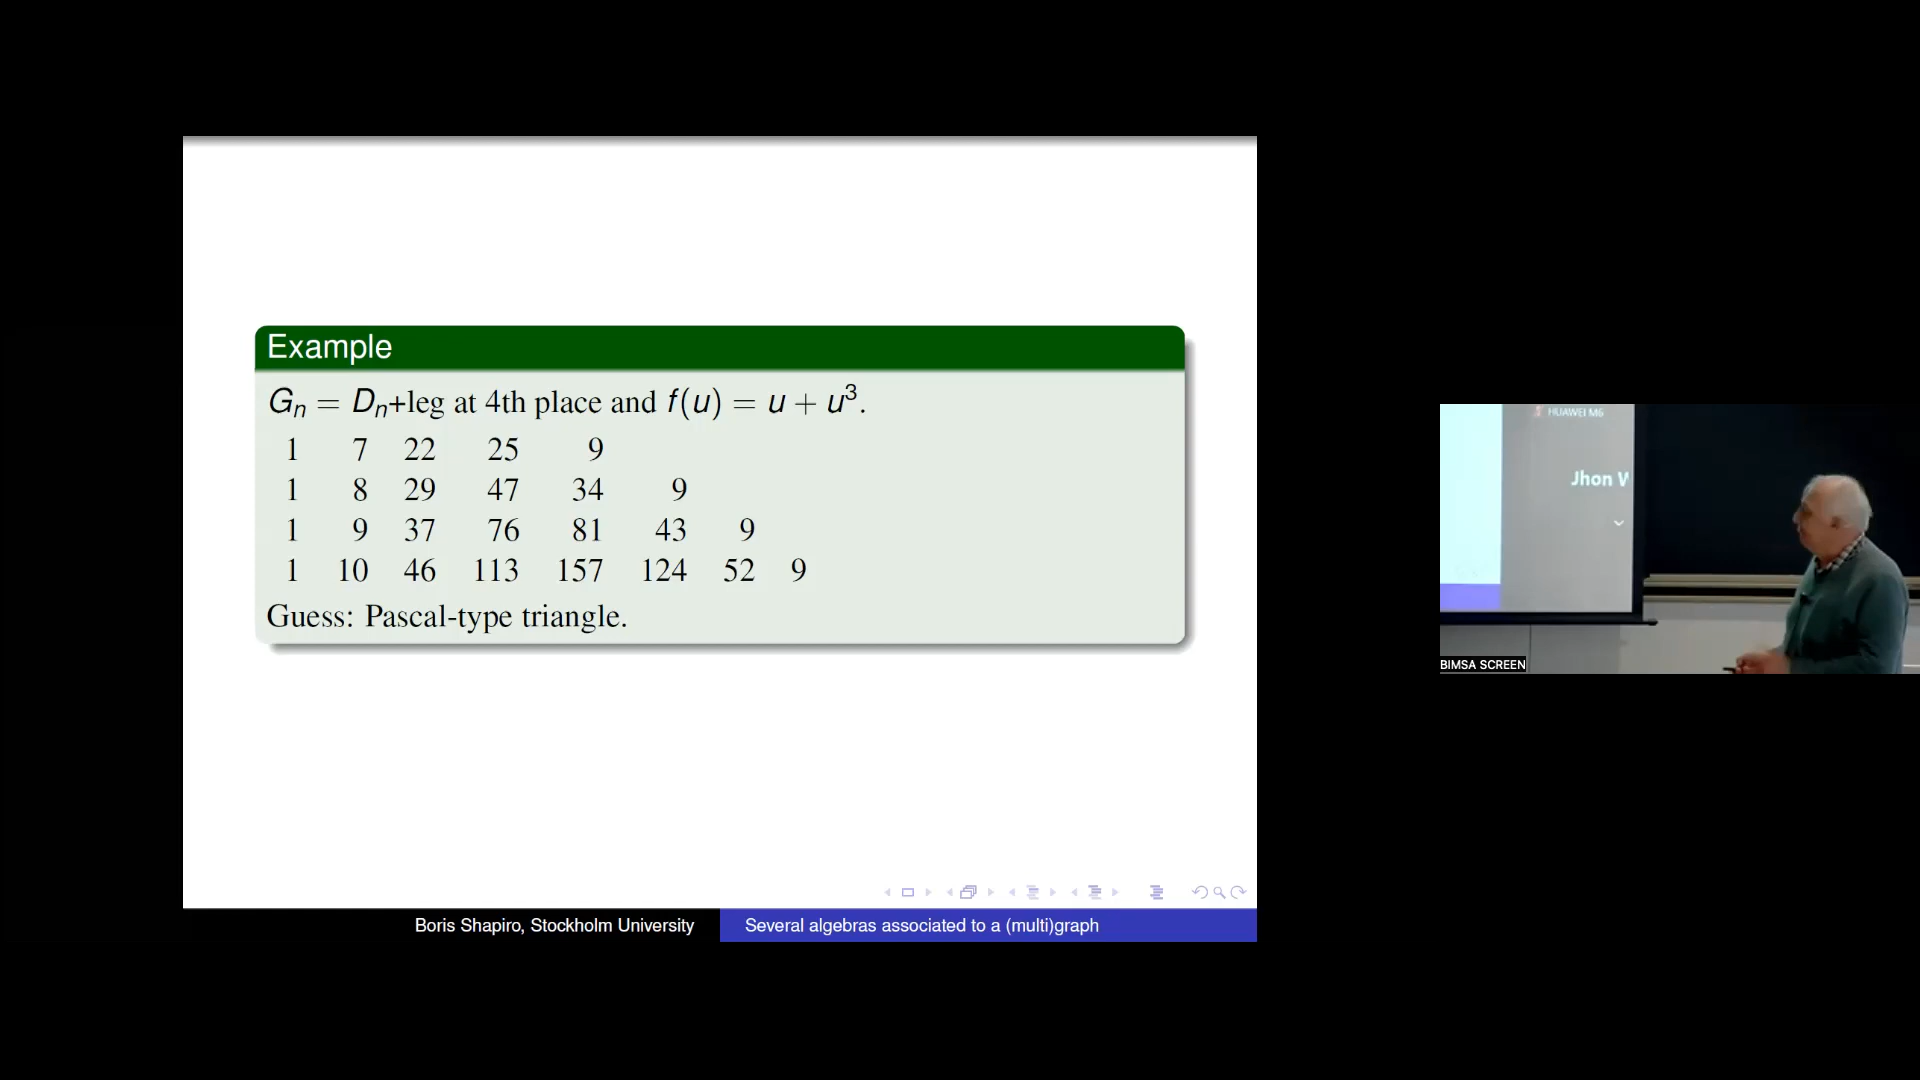 Example
Gₙ = Dₙ+leg at 4th place and f(u) = u + u³.
1 7 22 25 9
1 8 29 47 34 9
1 9 37 76 81 43 9
1 10 46 113 157 124 52 9
Guess: Pascal-type triangle.
Boris Shapiro, Stockholm University
Several algebras associated to a (multi)graph
HUAWEI M6
Jhon
BIMSA SCREEN